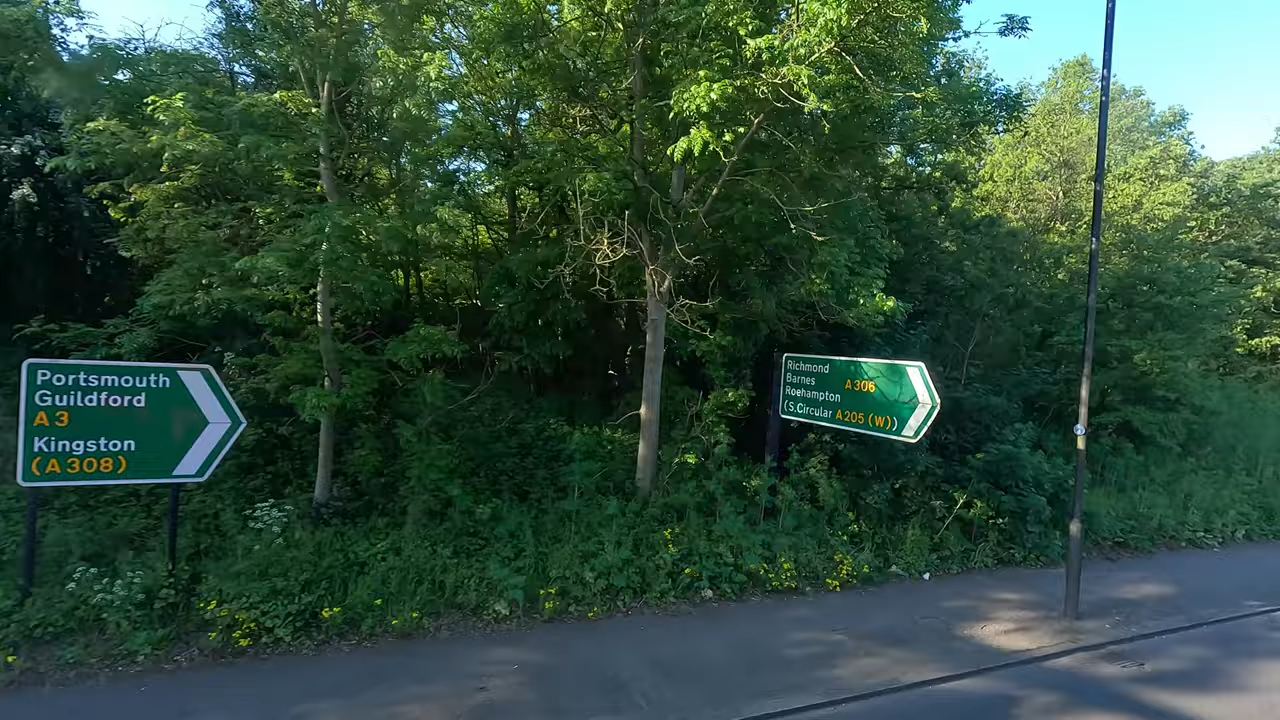 Portsmouth
Guildford
A3
Kingston
(A308)
Richmond
Barnes A306
Roehampton
(S.Circular A205 (W))